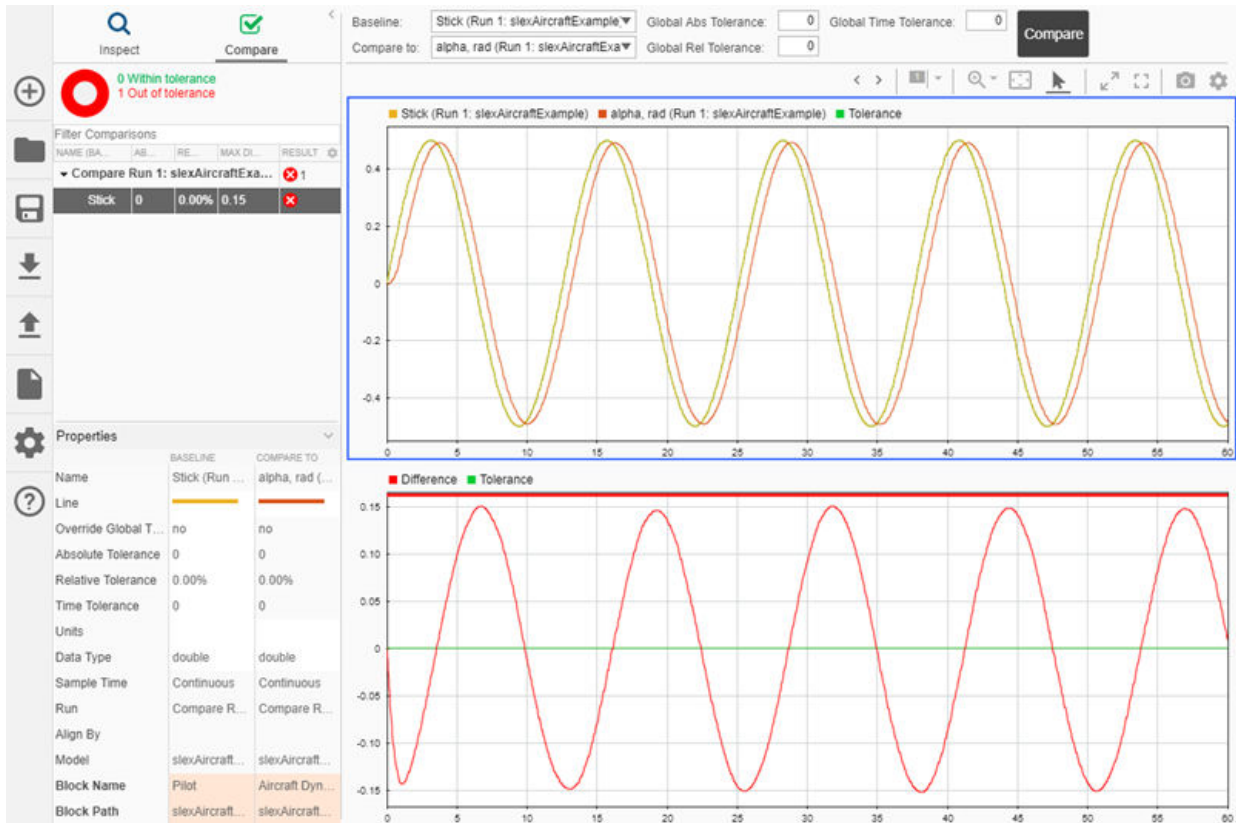 Inspect
Compare
Baseline: Stick (Run 1: slexAircraftExample Global Abs Tolerance: 0 Global Time Tolerance: 0
Compare
Compare to: alpha, rad (Run 1: slexAircraftExa Global Rel Tolerance: 0
0 Within tolerance
1 Out of tolerance
Filter Comparisons
NAME (BA... AB... RE... MAX DI... RESULT
Compare Run 1: slexAircraftExa... 1
Stick 0 0.00% 0.15
1
Stick (Run 1: slexAircraftExample) alpha, rad (Run 1: slexAircraftExample) Tolerance
0.4
0.2
0
-0.2
-0.4
0 5 10 15 20 25 30 35 40 45 50 55 60
Properties
BASELINE COMPARE TO
Name Stick (Run ... alpha, rad (...
Line
Override Global T... no no
Absolute Tolerance 0 0
Relative Tolerance 0.00% 0.00%
Time Tolerance 0 0
Units
Data Type double double
Sample Time Continuous Continuous
Run Compare R... Compare R...
Align By
Model slexAircraft... slexAircraft...
Block Name Pilot Aircraft Dyn...
Block Path slexAircraft... slexAircraft...
Difference Tolerance
0.15
0.10
0.05
0
-0.05
-0.10
-0.15
0 5 10 15 20 25 30 35 40 45 50 55 60